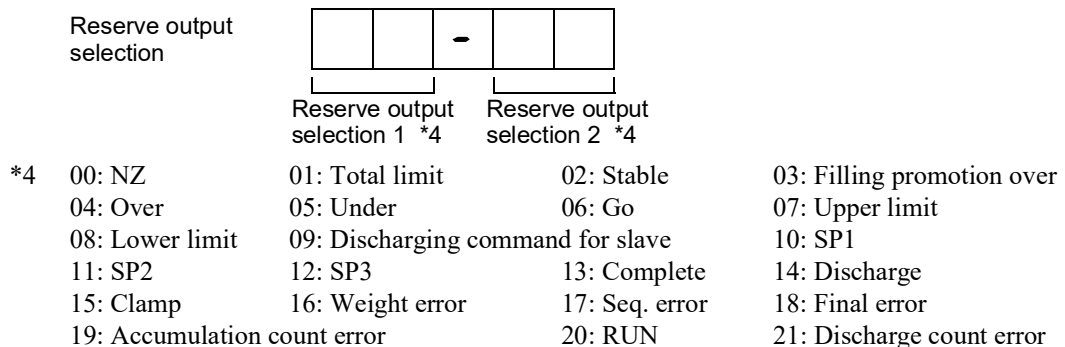 Reserve output
selection
-
Reserve output Reserve output
selection 1 *4 selection 2 *4
*4 00: NZ 01: Total limit 02: Stable 03: Filling promotion over
04: Over 05: Under 06: Go 07: Upper limit
08: Lower limit 09: Discharging command for slave 10: SP1
11: SP2 12: SP3 13: Complete 14: Discharge
15: Clamp 16: Weight error 17: Seq. error 18: Final error
19: Accumulation count error 20: RUN 21: Discharge count error